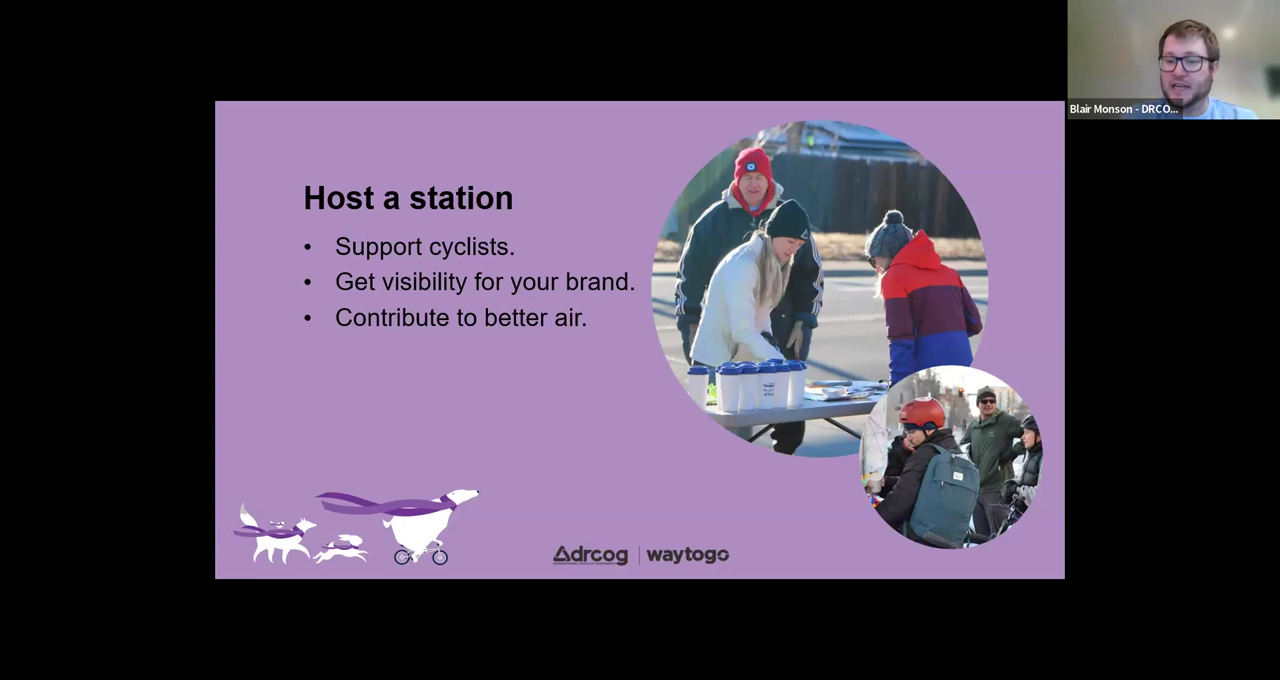 Blair Monson - DRCO...
Host a station
• Support cyclists.
• Get visibility for your brand.
• Contribute to better air.
drcog | waytogo